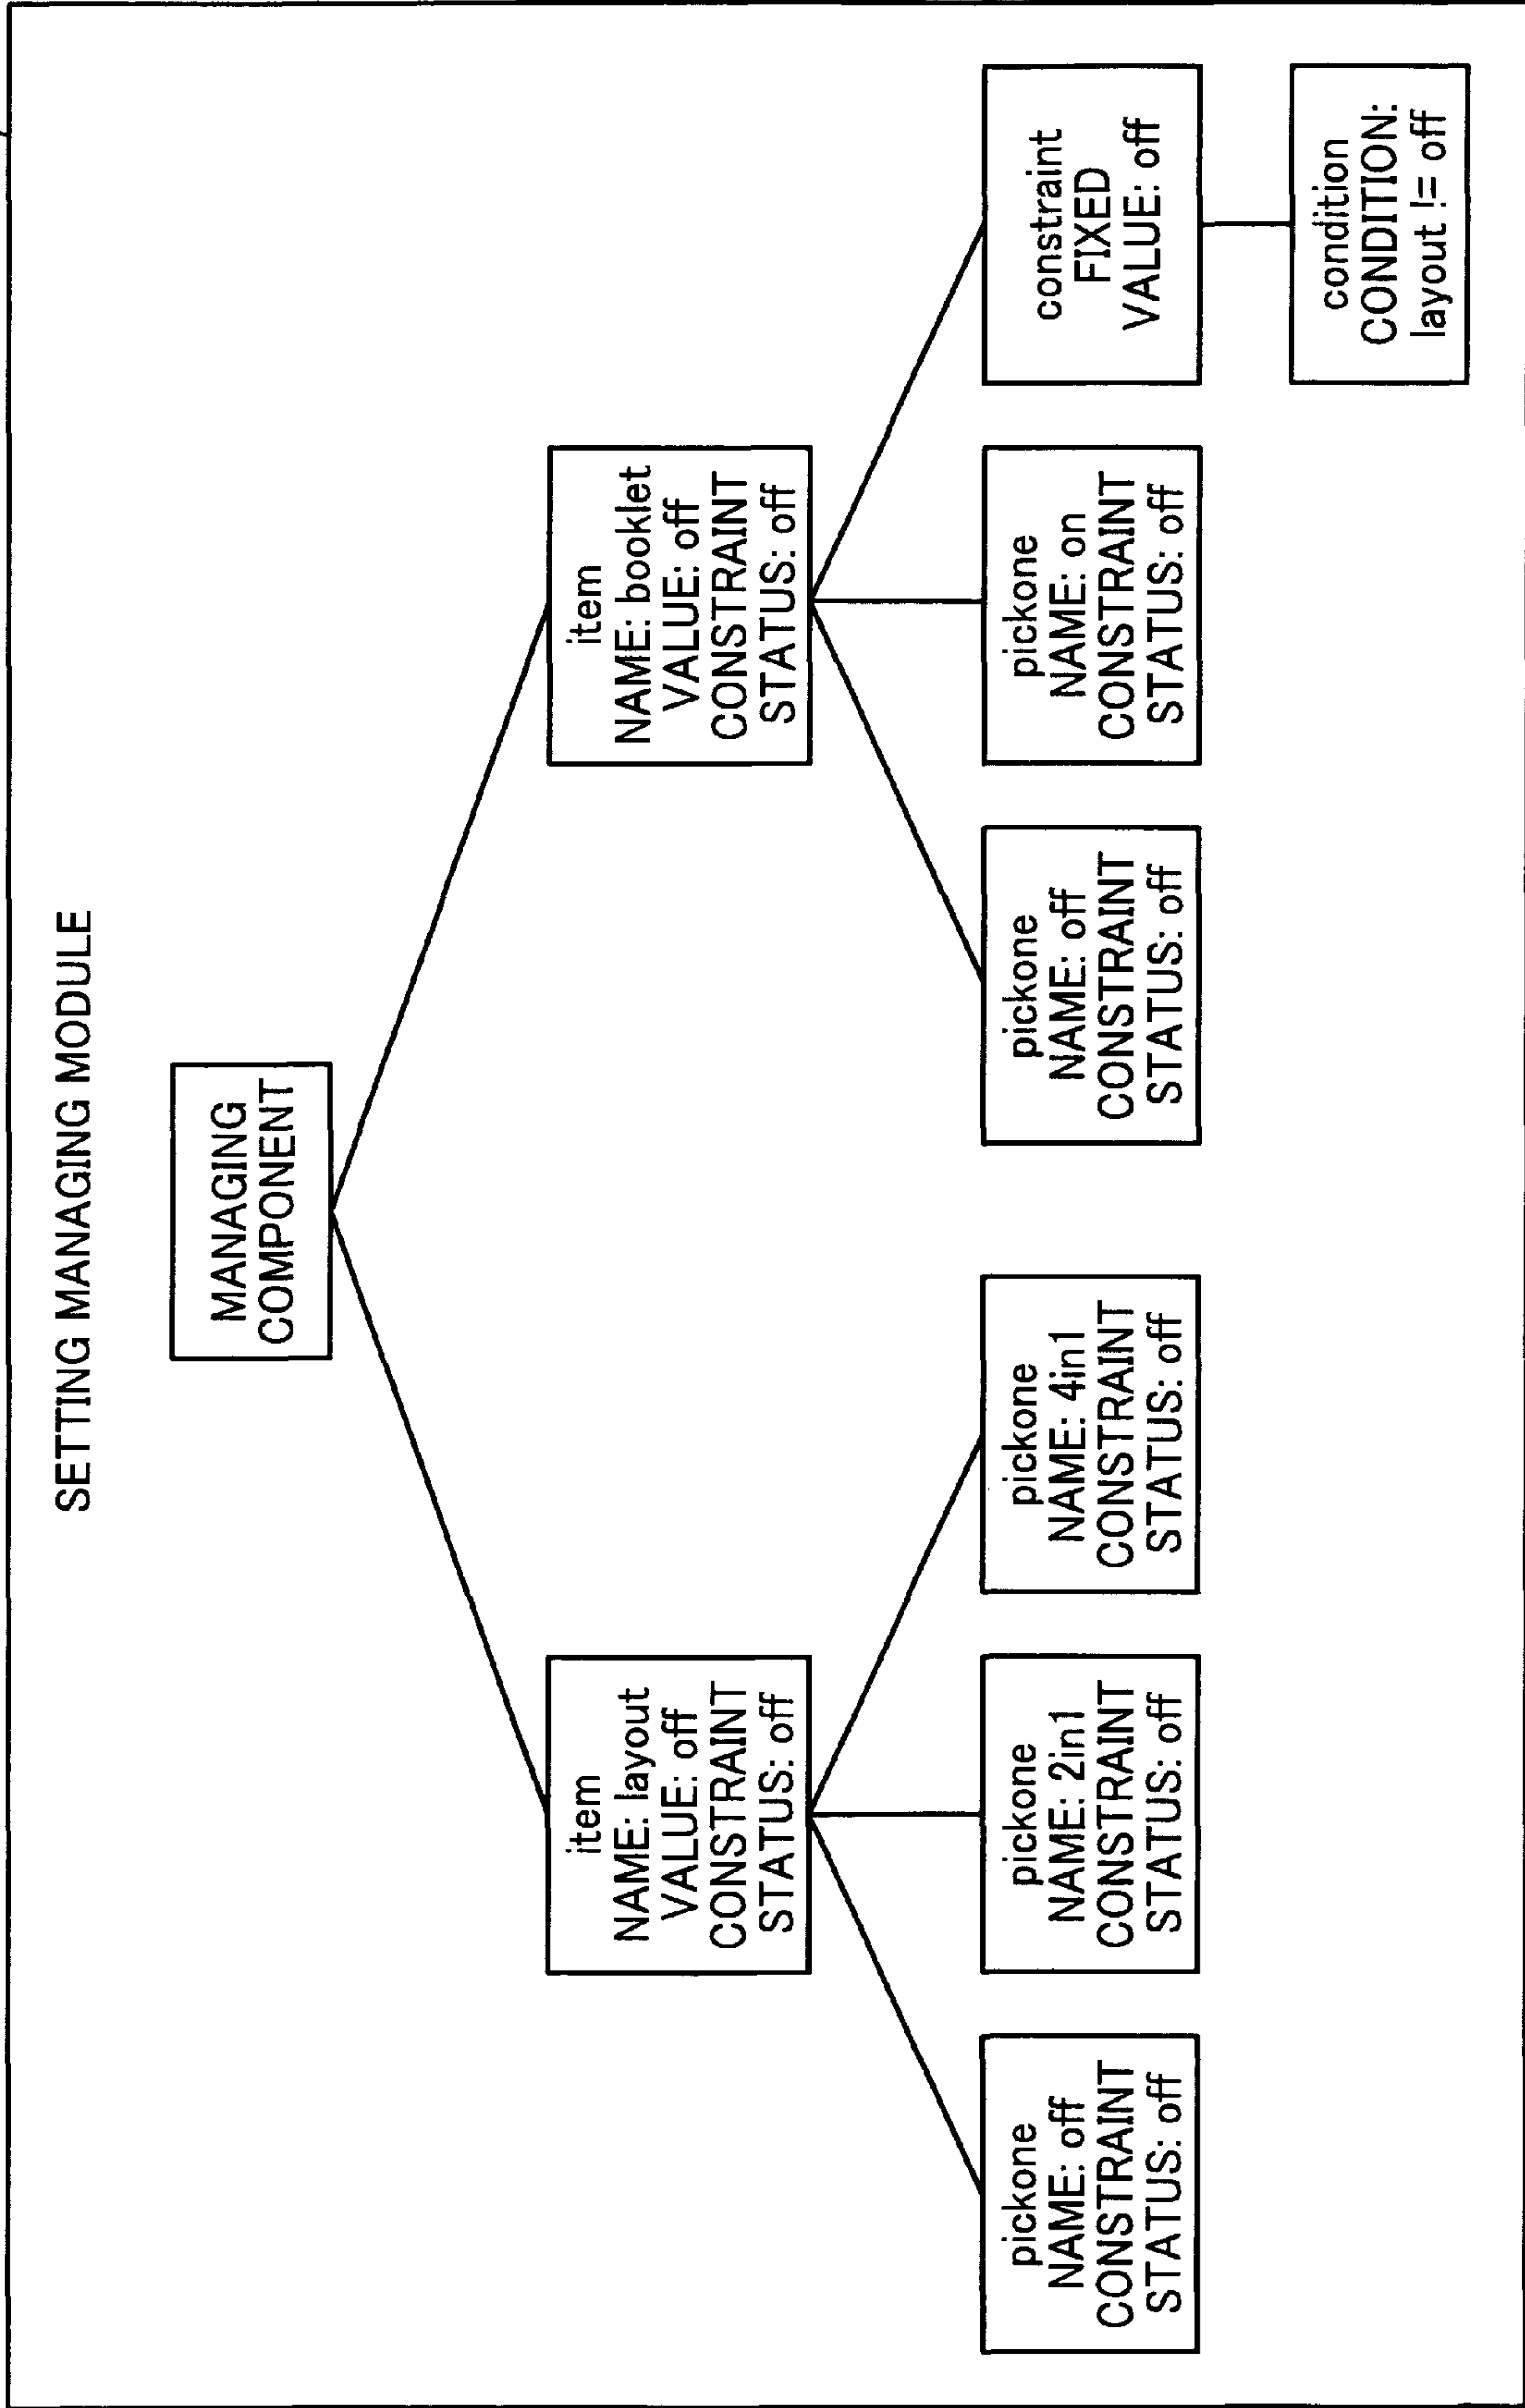 SETTING MANAGING MODULE
MANAGING
COMPONENT
item
NAME: layout
VALUE: off
CONSTRAINT
STATUS: off
item
NAME: booklet
VALUE: off
CONSTRAINT
STATUS: off
pickone
NAME: off
CONSTRAINT
STATUS: off
pickone
NAME: 2in1
CONSTRAINT
STATUS: off
pickone
NAME: 4in1
CONSTRAINT
STATUS: off
pickone
NAME: off
CONSTRAINT
STATUS: off
pickone
NAME: on
CONSTRAINT
STATUS: off
constraint
FIXED
VALUE: off
condition
CONDITION:
layout != off